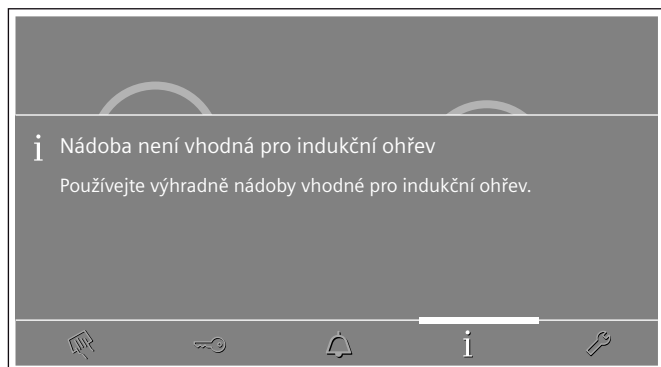 i Nádoba není vhodná pro indukční ohřev
Používejte výhradně nádoby vhodné pro indukční ohřev.
i